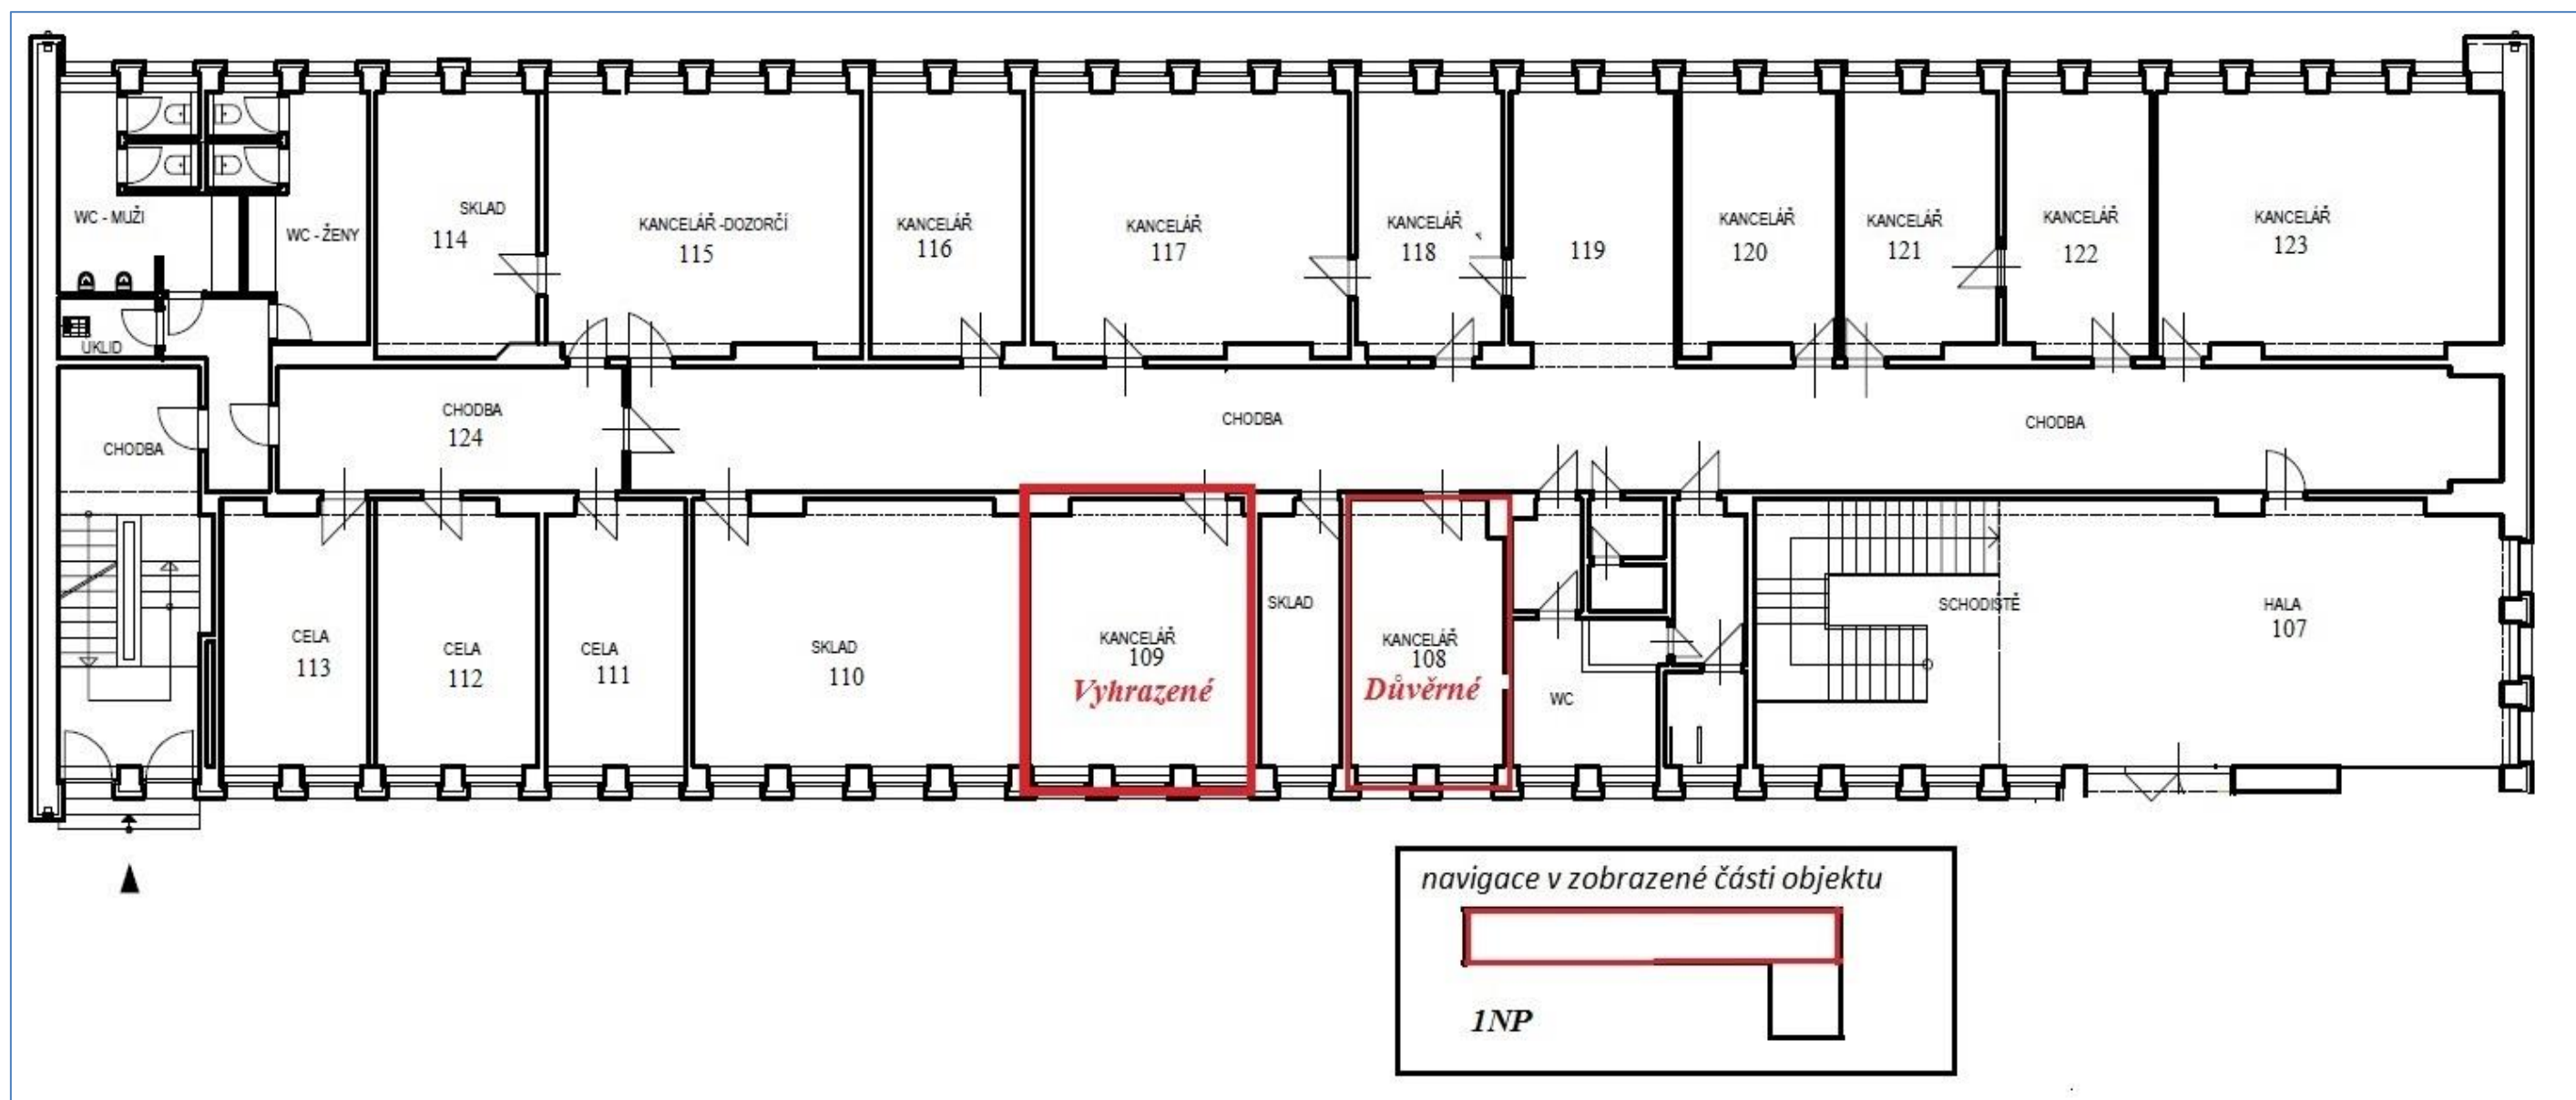 WC - MUŽI
WC - ŽENY
SKLAD
114
KANCELÁŘ -DOZORČÍ
115
KANCELÁŘ
116
KANCELÁŘ
117
KANCELÁŘ
118
119
KANCELÁŘ
120
KANCELÁŘ
121
KANCELÁŘ
122
KANCELÁŘ
123
UKLID
CHODBA
CHODBA
124
CHODBA
CHODBA
CELA
113
CELA
112
CELA
111
SKLAD
110
KANCELÁŘ
109
Vyhrazené
SKLAD
KANCELÁŘ
108
Důvěrné
WC
SCHODISTĚ
HALA
107
navigace v zobrazené části objektu
1NP